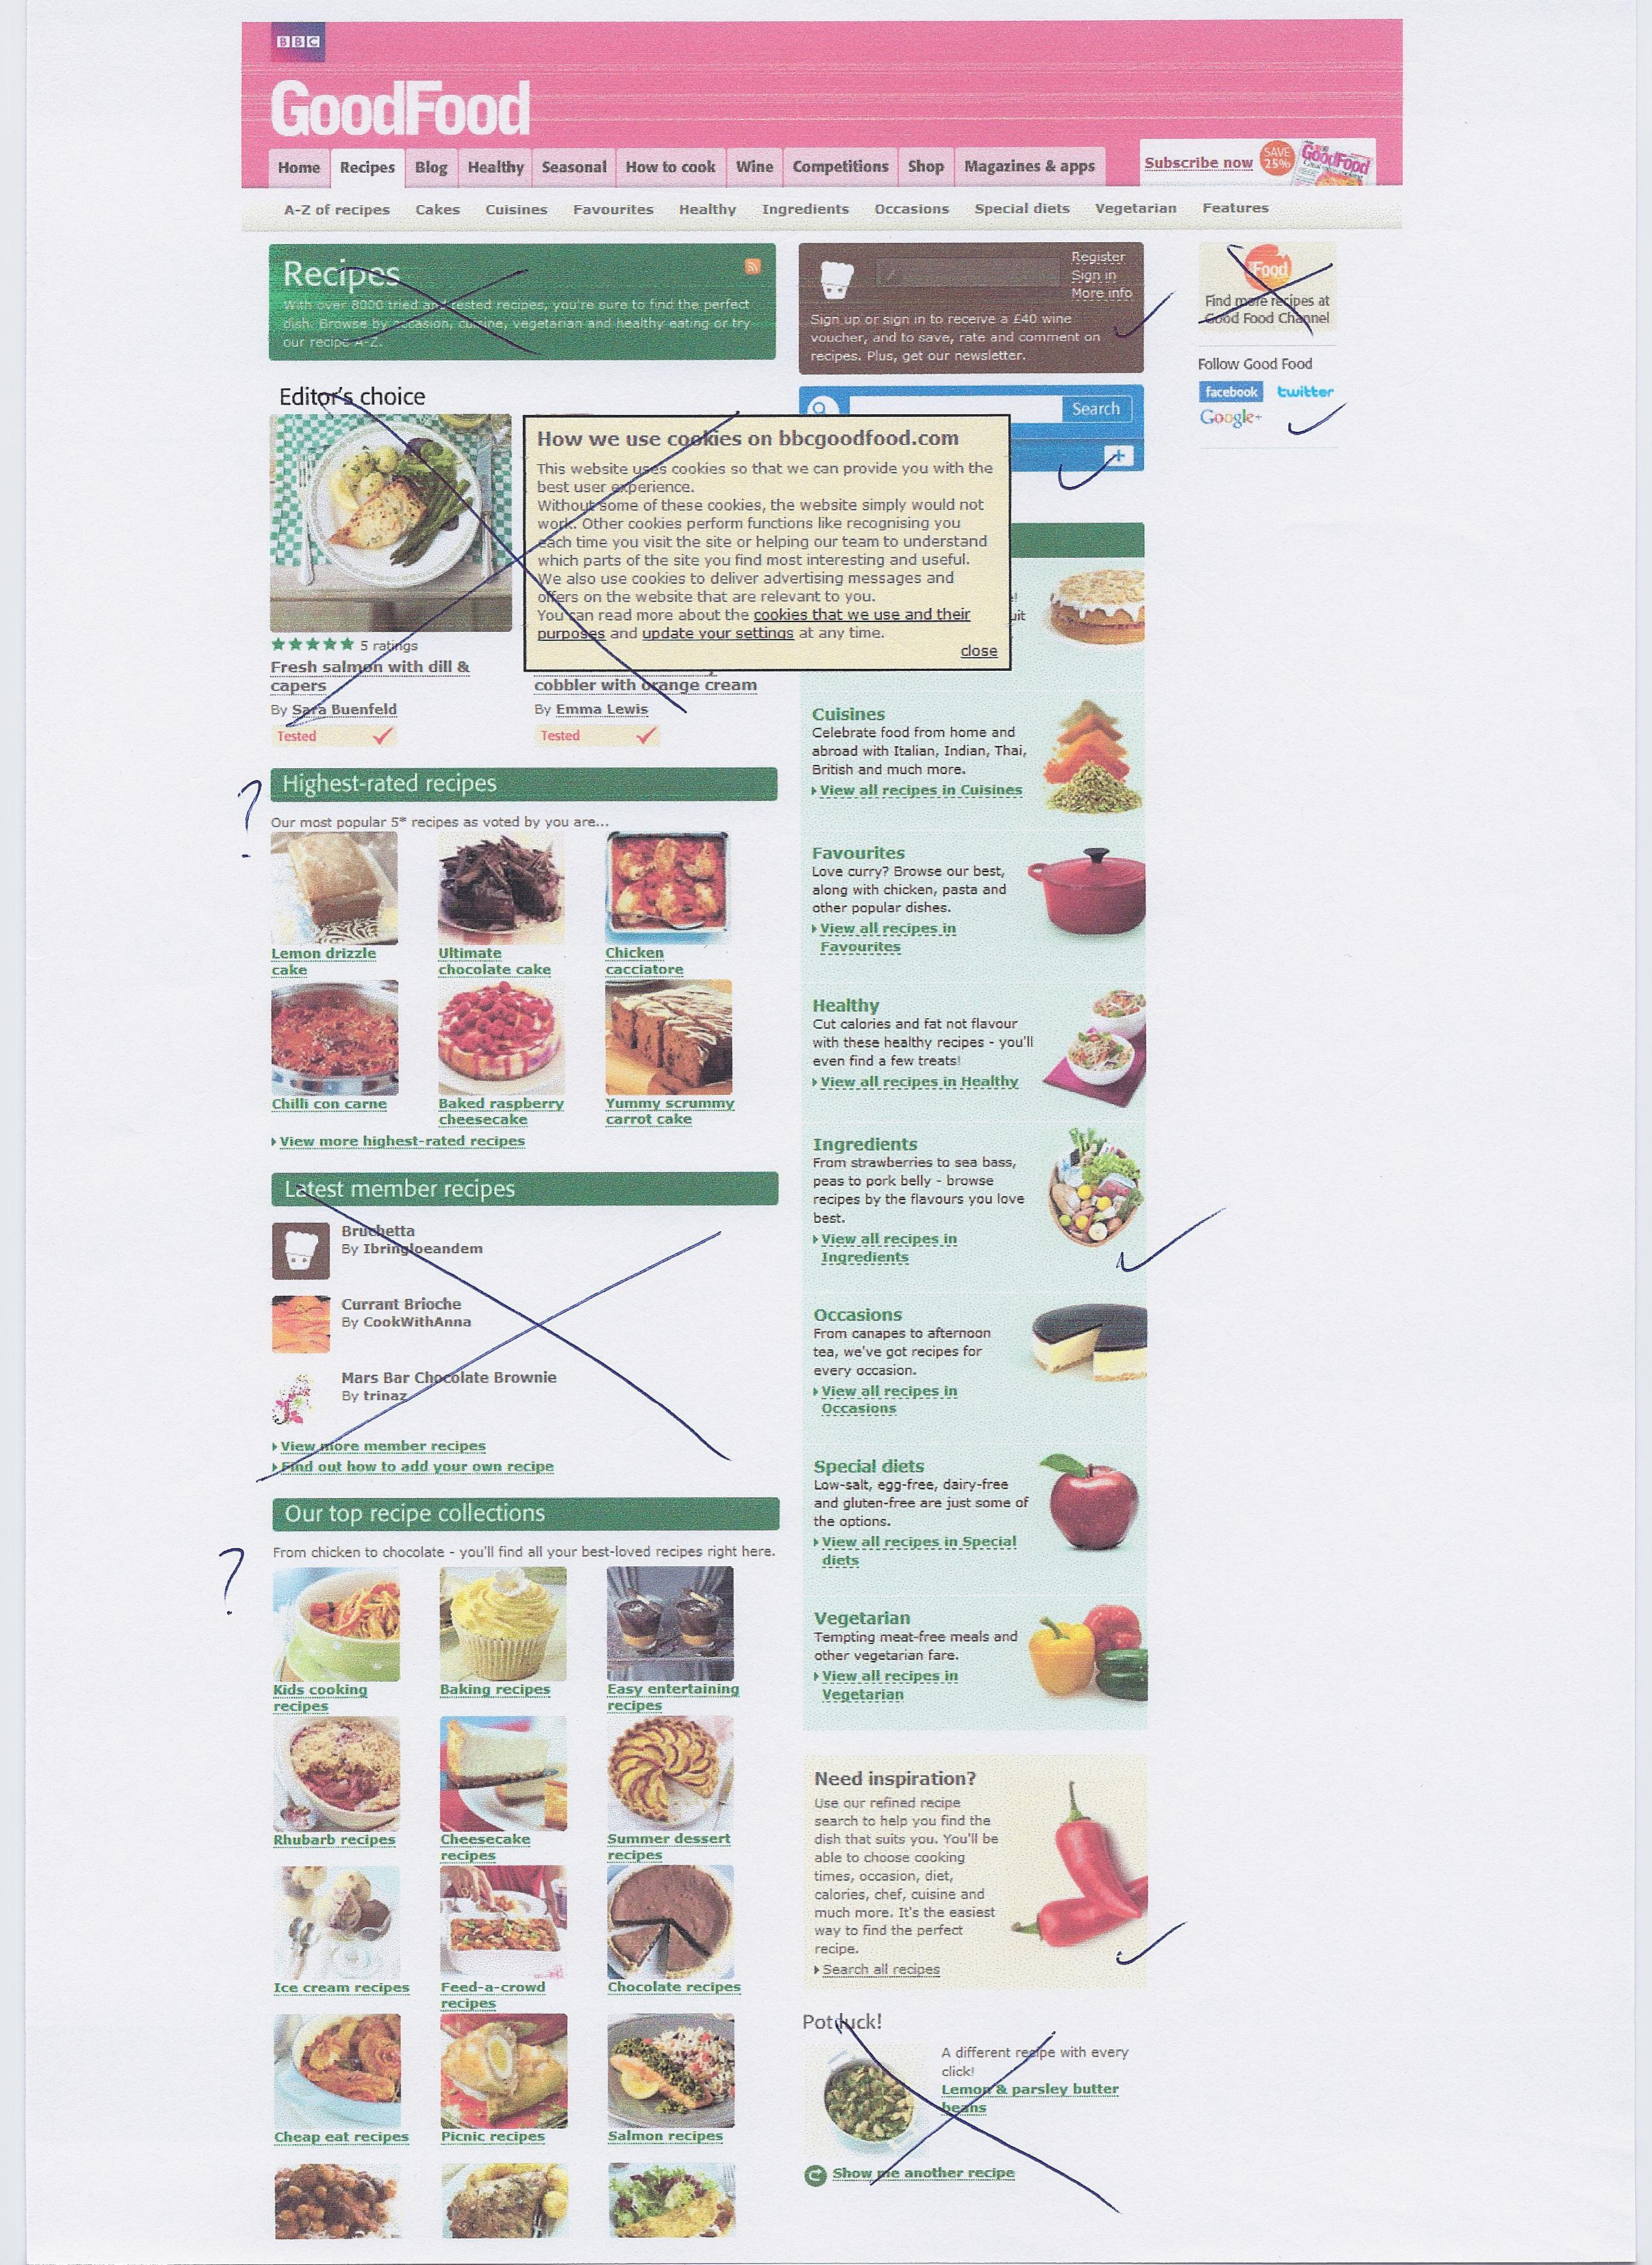 BBC
GoodFood
Home Recipes Blog Healthy Seasonal How to cook Wine Competitions Shop Magazines & apps
Subscribe now SAVE 25% GoodFood
A-Z of recipes Cakes Cuisines Favourites Healthy Ingredients Occasions Special diets Vegetarian Features
Recipes
With over 8000 tried and tested recipes, you're sure to find the perfect
dish. Browse by occasion, cuisine, vegetarian and healthy eating or try
our recipe A-Z.
Register
Sign in
More info
Sign up or sign in to receive a £40 wine
voucher, and to save, rate and comment on
recipes. Plus, get our newsletter.
Food
Find more recipes at
Good Food Channel
Follow Good Food
facebook twitter
Google+
Search
Editor's choice
How we use cookies on bbcgoodfood.com
This website uses cookies so that we can provide you with the
best user experience.
Without some of these cookies, the website simply would not
work. Other cookies perform functions like recognising you
each time you visit the site or helping our team to understand
which parts of the site you find most interesting and useful.
We also use cookies to deliver advertising messages and
offers on the website that are relevant to you.
You can read more about the cookies that we use and their
purposes and update your settings at any time.
close
5 ratings
Fresh salmon with dill &
capers
By Sara Buenfeld
Tested
cobbler with orange cream
By Emma Lewis
Tested
?
Highest-rated recipes
Our most popular 5* recipes as voted by you are...
Lemon drizzle
cake
Ultimate
chocolate cake
Chicken
cacciatore
Chilli con carne
Baked raspberry
cheesecake
Yummy scrummy
carrot cake
View more highest-rated recipes
Latest member recipes
Bruchetta
By Ibringloeandem
Currant Brioche
By CookWithAnna
Mars Bar Chocolate Brownie
By trinaz
View more member recipes
Find out how to add your own recipe
Our top recipe collections
?
From chicken to chocolate - you'll find all your best-loved recipes right here.
Kids cooking
recipes
Baking recipes
Easy entertaining
recipes
Rhubarb recipes
Cheesecake
recipes
Summer dessert
recipes
Ice cream recipes
Feed-a-crowd
recipes
Chocolate recipes
Cheap eat recipes
Picnic recipes
Salmon recipes
Cuisines
Celebrate food from home and
abroad with Italian, Indian, Thai,
British and much more.
View all recipes in Cuisines
Favourites
Love curry? Browse our best,
along with chicken, pasta and
other popular dishes.
View all recipes in
Favourites
Healthy
Cut calories and fat not flavour
with these healthy recipes - you'll
even find a few treats!
View all recipes in Healthy
Ingredients
From strawberries to sea bass,
peas to pork belly - browse
recipes by the flavours you love
best.
View all recipes in
Ingredients
Occasions
From canapes to afternoon
tea, we've got recipes for
every occasion.
View all recipes in
Occasions
Special diets
Low-salt, egg-free, dairy-free
and gluten-free are just some of
the options.
View all recipes in Special
diets
Vegetarian
Tempting meat-free meals and
other vegetarian fare.
View all recipes in
Vegetarian
Need inspiration?
Use our refined recipe
search to help you find the
dish that suits you. You'll be
able to choose cooking
times, occasion, diet,
calories, chef, cuisine and
much more. It's the easiest
way to find the perfect
recipe.
Search all recipes
Pot luck!
A different recipe with every
click!
Lemon & parsley butter
beans
Show me another recipe